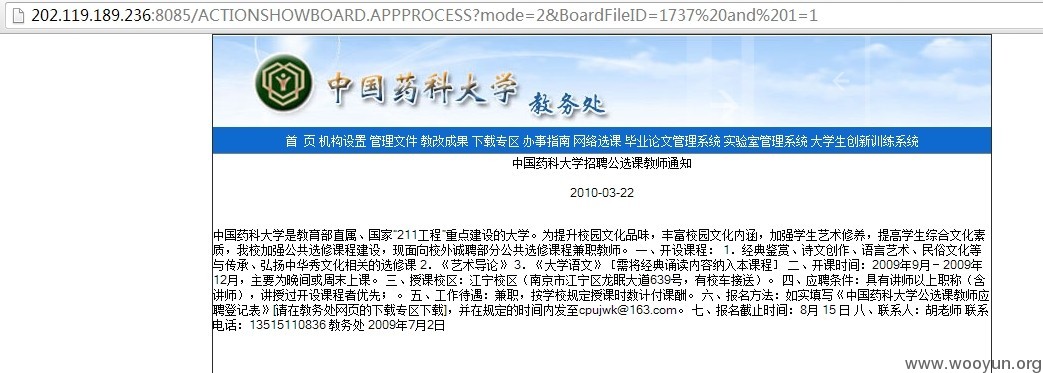 202.119.189.236:8085/ACTIONSHOWBOARD.APPPROCESS?mode=2&BoardFileID=1737%20and%201=1
中国药科大学 教务处
首 页 机构设置 管理文件 教改成果 下载专区 办事指南 网络选课 毕业论文管理系统 实验室管理系统 大学生创新训练系统
中国药科大学招聘公选课教师通知
2010-03-22
中国药科大学是教育部直属、国家“211工程”重点建设的大学。为提升校园文化品味，丰富校园文化内涵，加强学生艺术修养，提高学生综合文化素
质，我校加强公共选修课程建设，现面向校外诚聘部分公共选修课程兼职教师。 一、开设课程： 1．经典鉴赏、诗文创作、语言艺术、民俗文化等
与传承、弘扬中华秀文化相关的选修课 2．《艺术导论》 3．《大学语文》 [需将经典诵读内容纳入本课程] 二、开课时间：2009年9月－2009年
12月，主要为晚间或周末上课。 三、授课校区：江宁校区（南京市江宁区龙眠大道639号，有校车接送）。 四、应聘条件：具有讲师以上职称（含
讲师），讲授过开设课程者优先； 。 五、工作待遇：兼职，按学校规定授课时数计付课酬。 六、报名方法：如实填写《中国药科大学公选课教师应
聘登记表》[请在教务处网页的下载专区下载]，并在规定的时间内发至cpujwk@163.com。 七、报名截止时间：8月 15 日 八、联系人：胡老师 联系
电话：13515110836 教务处 2009年7月2日
www.wooyun.org